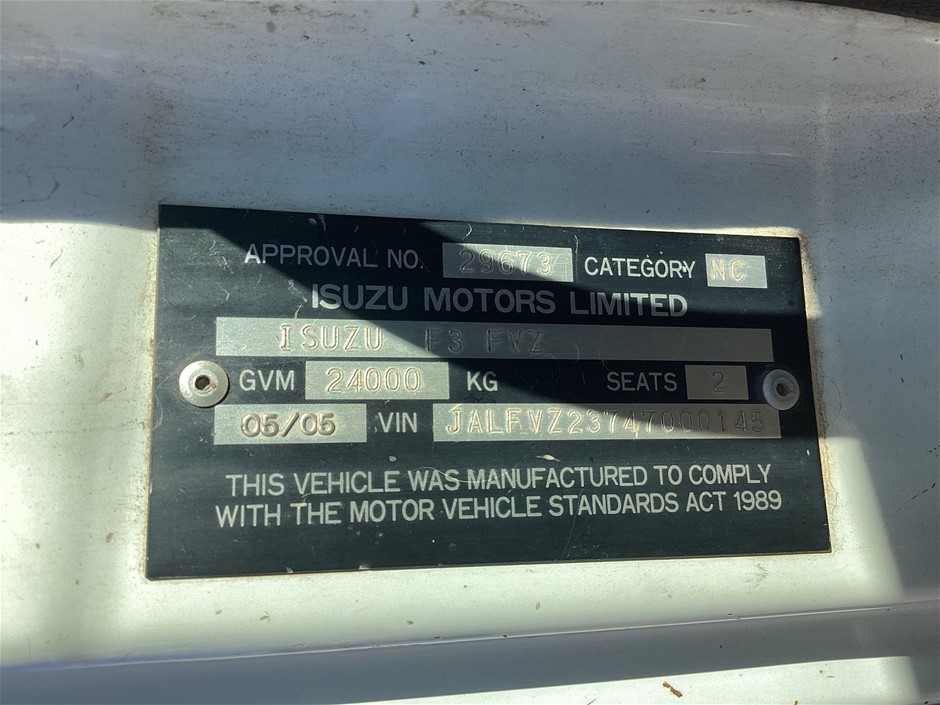 APPROVAL NO. 29673 CATEGORY NC
ISUZU MOTORS LIMITED
ISUZU F3 FVZ
GVM 24000 KG SEATS 2
05/05 VIN JALFVZ23747000145
THIS VEHICLE WAS MANUFACTURED TO COMPLY
WITH THE MOTOR VEHICLE STANDARDS ACT 1989